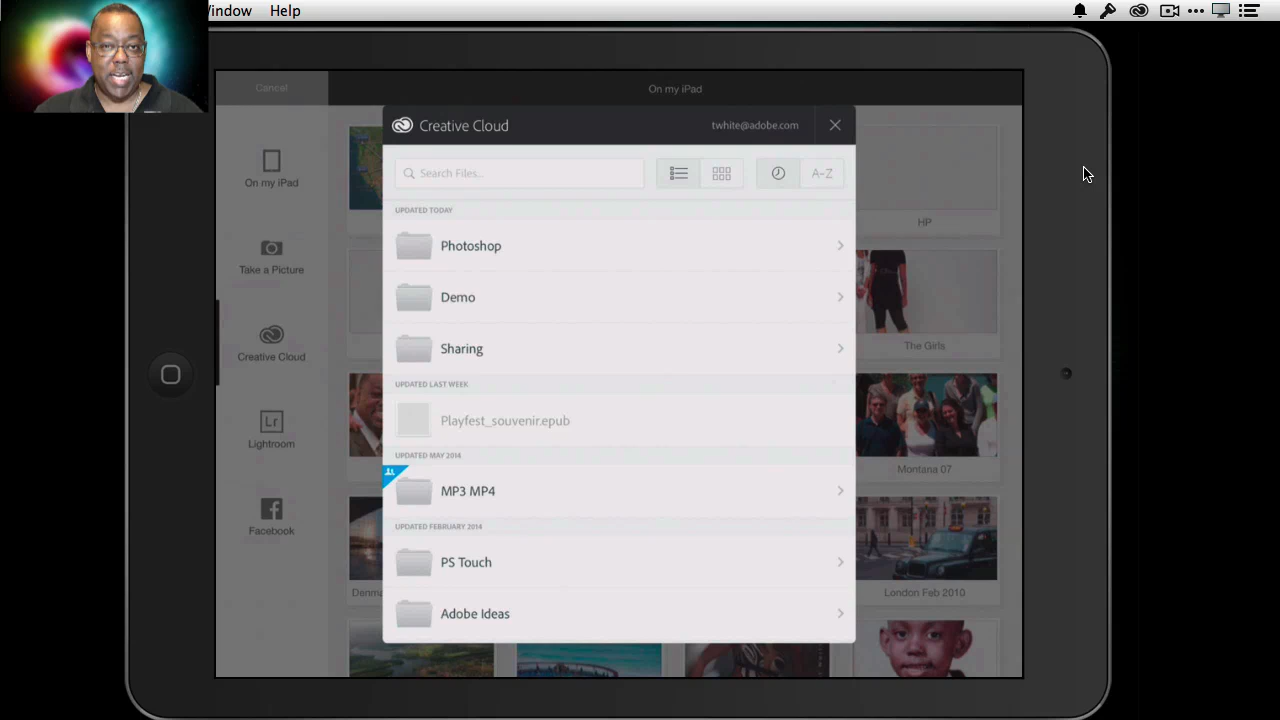 Window Help
Cancel
On my iPad
Creative Cloud
twhite@adobe.com
Search Files...
A-Z
On my iPad
UPDATED TODAY
HP
Photoshop
Take a Picture
Demo
Creative Cloud
Sharing
The Girls
UPDATED LAST WEEK
Playfest_souvenir.epub
Lr
Lightroom
UPDATED MAY 2014
Montana 07
MP3 MP4
Facebook
UPDATED FEBRUARY 2014
PS Touch
London Feb 2010
Adobe Ideas